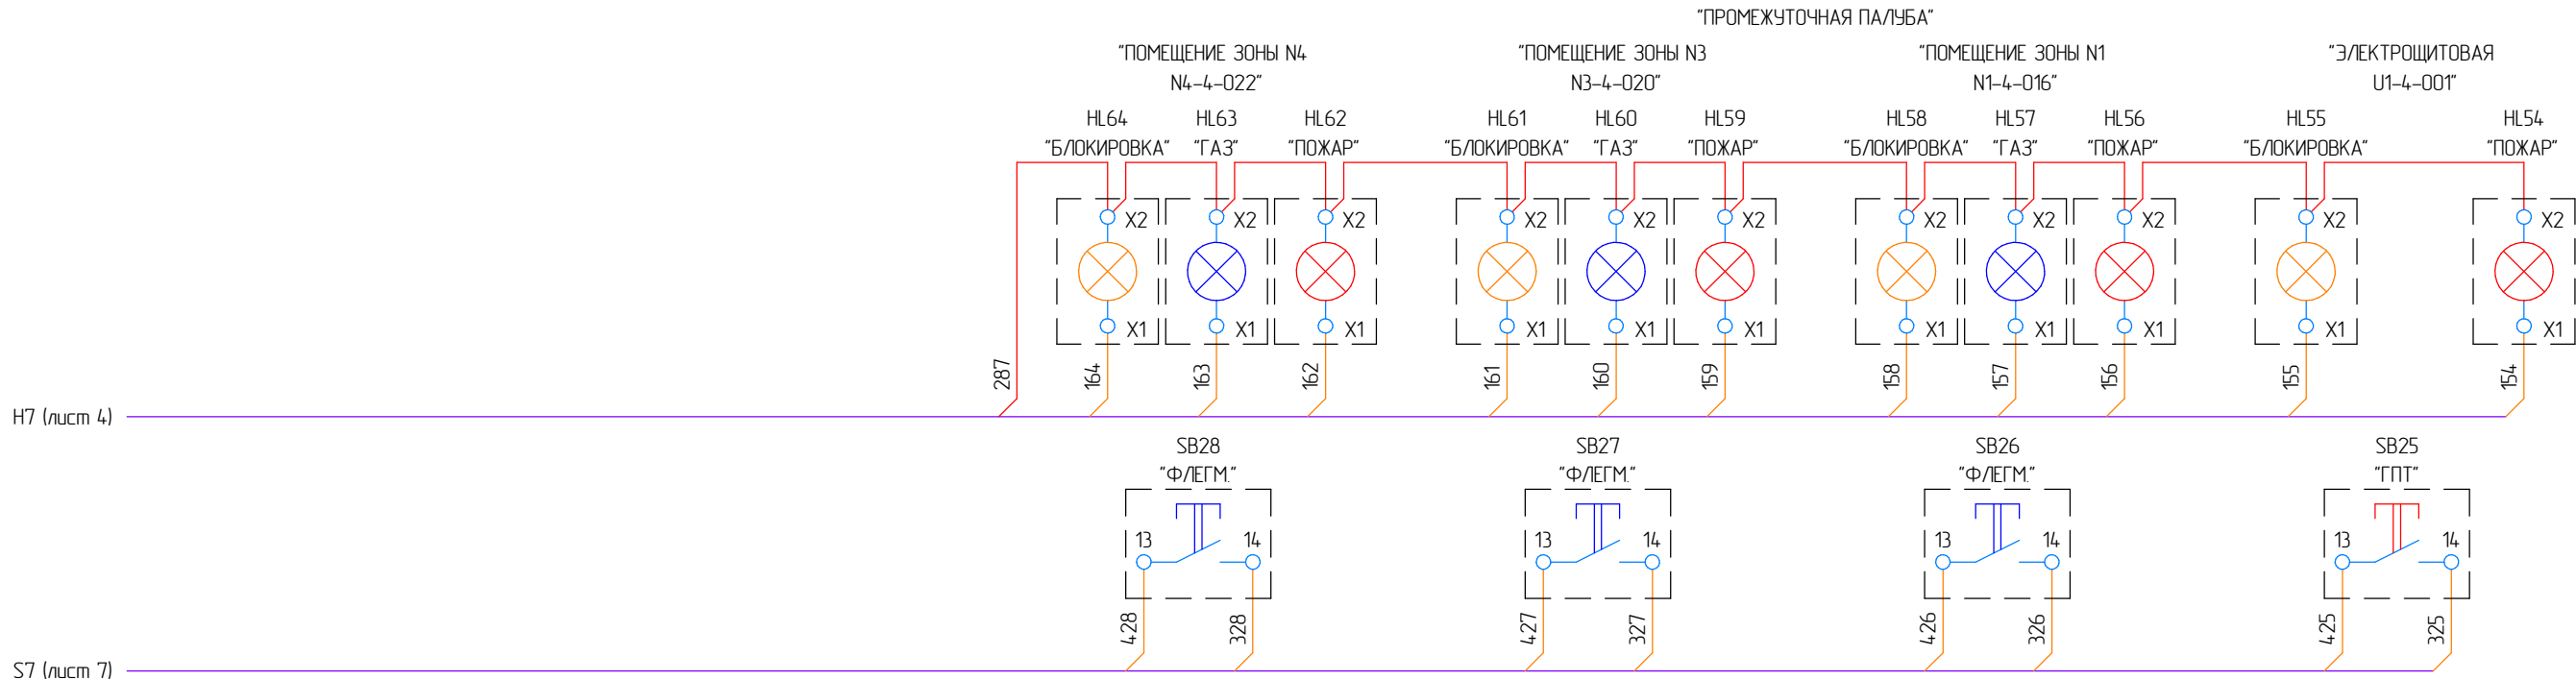 "ПРОМЕЖУТОЧНАЯ ПАЛУБА"
"ПОМЕЩЕНИЕ ЗОНЫ N4
N4-4-022"
"ПОМЕЩЕНИЕ ЗОНЫ N3
N3-4-020"
"ПОМЕЩЕНИЕ ЗОНЫ N1
N1-4-016"
"ЭЛЕКТРОЩИТОВАЯ
U1-4-001"
HL64
"БЛОКИРОВКА"
HL63
"ГАЗ"
HL62
"ПОЖАР"
HL61
"БЛОКИРОВКА"
HL60
"ГАЗ"
HL59
"ПОЖАР"
HL58
"БЛОКИРОВКА"
HL57
"ГАЗ"
HL56
"ПОЖАР"
HL55
"БЛОКИРОВКА"
HL54
"ПОЖАР"
X2 X2 X2 X2 X2 X2 X2 X2 X2 X2 X2
X1 X1 X1 X1 X1 X1 X1 X1 X1 X1 X1
287 164 163 162 161 160 159 158 157 156 155 154
H7 (лист 4)
SB28
"ФЛЕГМ."
SB27
"ФЛЕГМ."
SB26
"ФЛЕГМ."
SB25
"ГПТ"
13 14 13 14 13 14 13 14
428 328 427 327 426 326 425 325
S7 (лист 7)